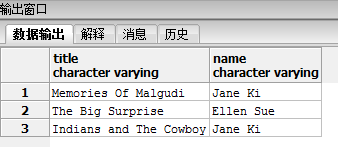 输出窗口
数据输出 解释 消息 历史
title name
character varying character varying
1 Memories Of Malgudi Jane Ki
2 The Big Surprise Ellen Sue
3 Indians and The Cowboy Jane Ki